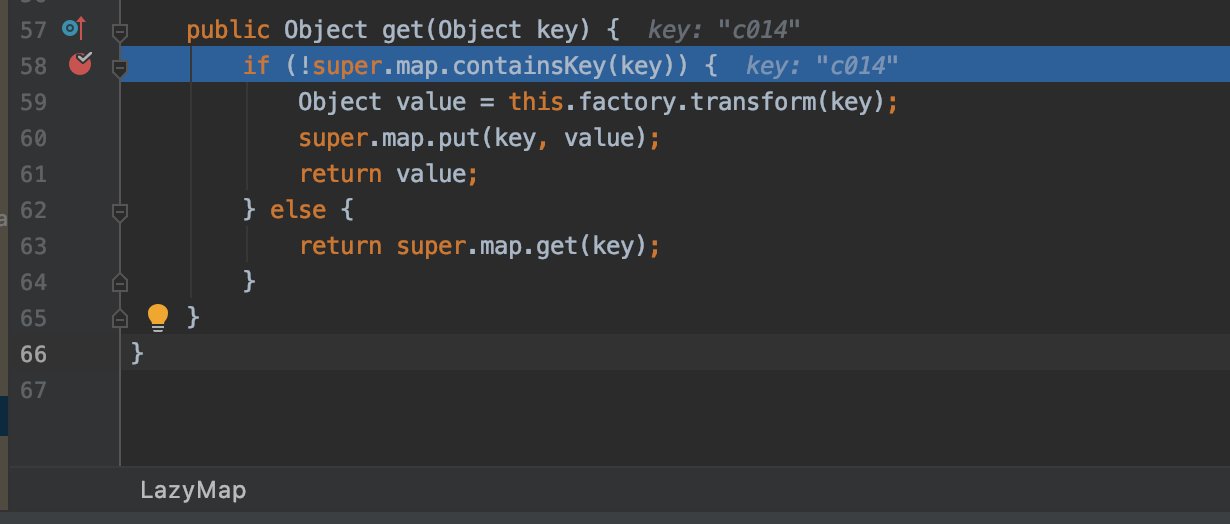 57 public Object get(Object key) { key: "c014"
58 if (!super.map.containsKey(key)) { key: "c014"
59 Object value = this.factory.transform(key);
60 super.map.put(key, value);
61 return value;
62 } else {
63 return super.map.get(key);
64 }
65 }
66 }
67
LazyMap